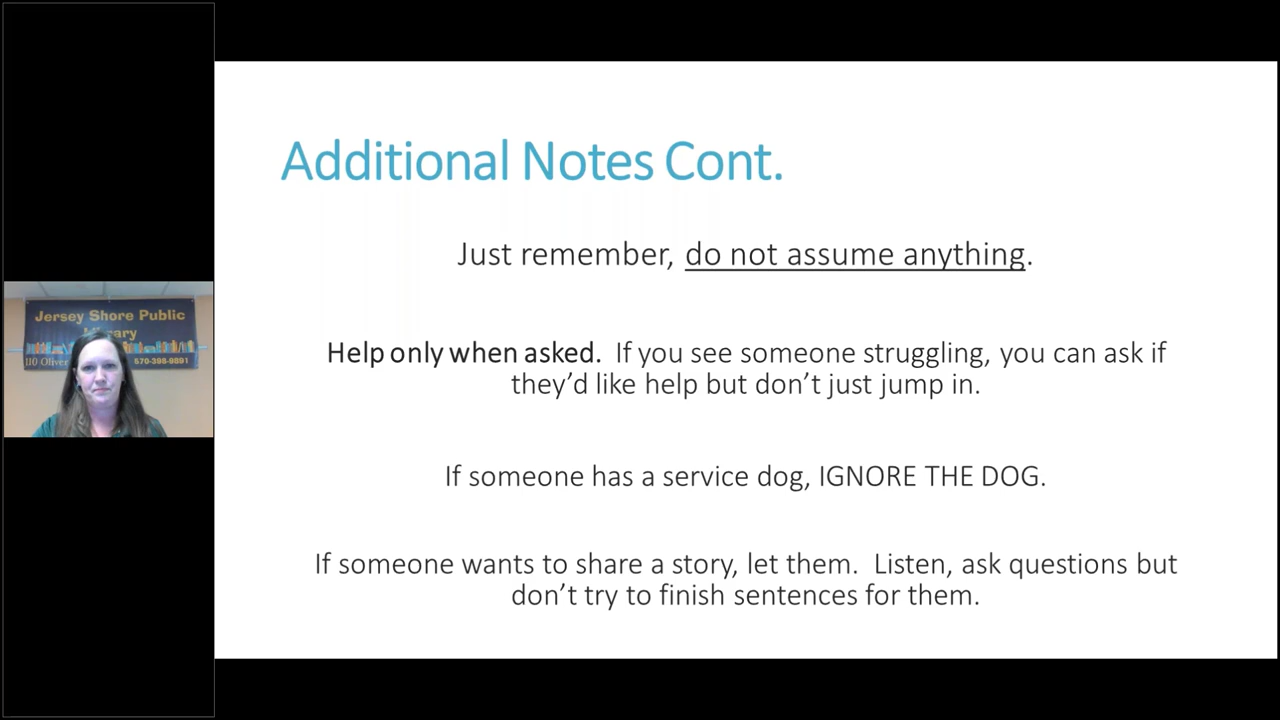 Additional Notes Cont.
Just remember, do not assume anything.
Help only when asked.  If you see someone struggling, you can ask if
they’d like help but don’t just jump in.
If someone has a service dog, IGNORE THE DOG.
If someone wants to share a story, let them.  Listen, ask questions but
don’t try to finish sentences for them.
Jersey Shore Public
110 Oliver
570-398-9891